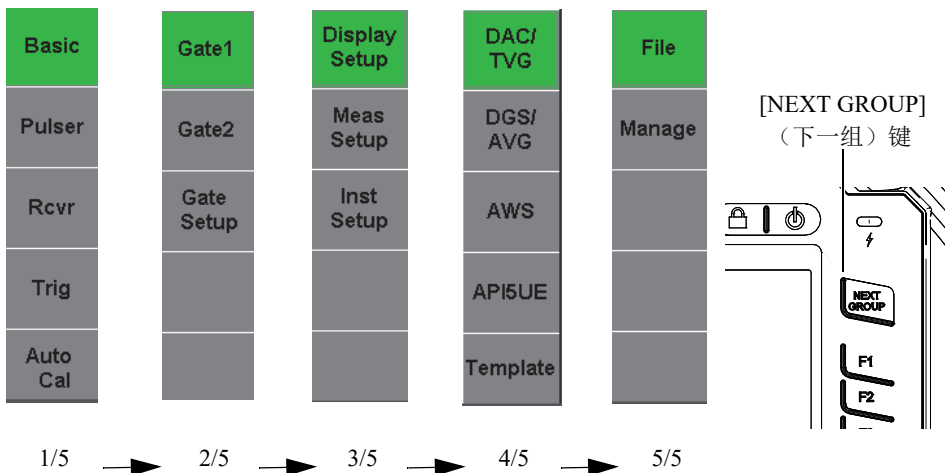 Basic
Pulser
Rcvr
Trig
Auto
Cal
Gate1
Gate2
Gate
Setup
Display
Setup
Meas
Setup
Inst
Setup
DAC/
TVG
DGS/
AVG
AWS
API5UE
Template
File
Manage
[NEXT GROUP]
（下一组）键
NEXT
GROUP
F1
F2
1/5
2/5
3/5
4/5
5/5